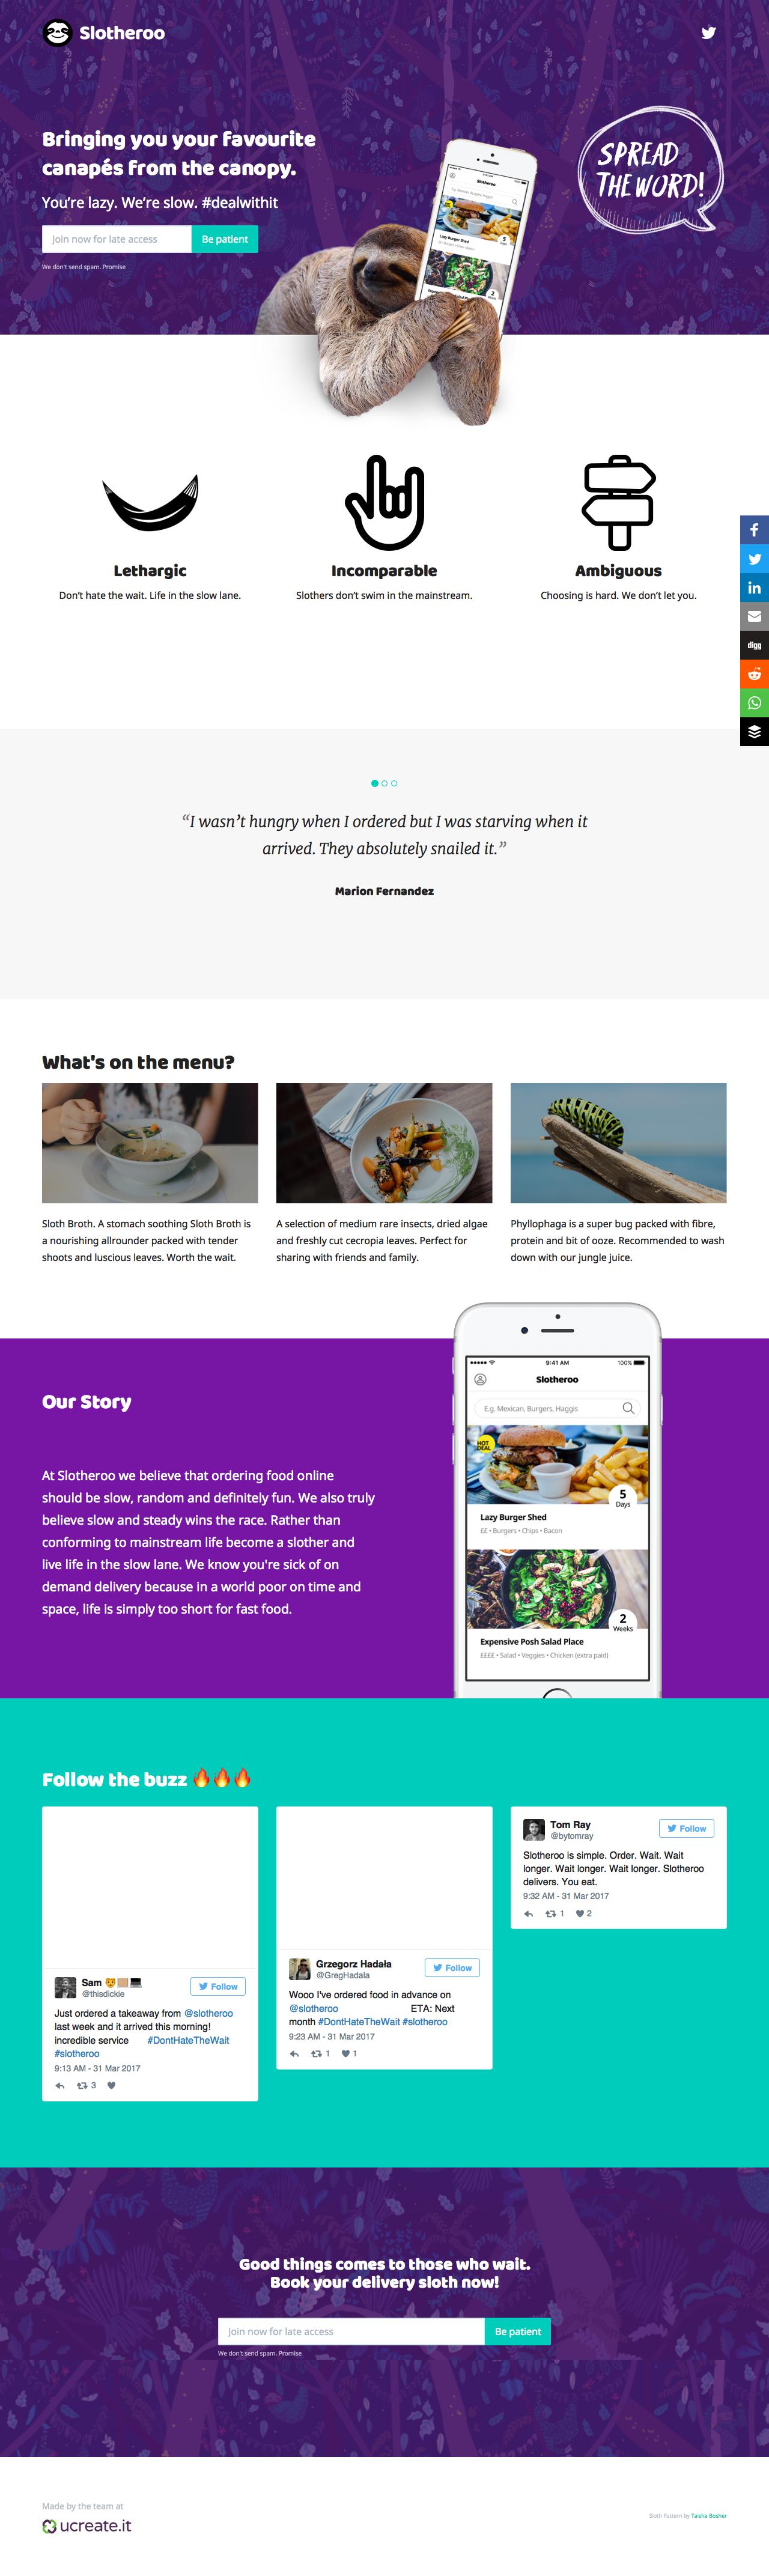 Slotheroo
Bringing you your favourite
canapés from the canopy.
You're lazy. We're slow. #dealwithit
Join now for late access
Be patient
We don't send spam. Promise
SPREAD
THE WORD!
Slotheroo
Lazy Burger Shed
5
2
Lethargic
Don't hate the wait. Life in the slow lane.
Incomparable
Slothers don't swim in the mainstream.
Ambiguous
Choosing is hard. We don't let you.
f
in
digg
“I wasn't hungry when I ordered but I was starving when it
arrived. They absolutely snailed it.”
Marion Fernandez
What's on the menu?
Sloth Broth. A stomach soothing Sloth Broth is
a nourishing allrounder packed with tender
shoots and luscious leaves. Worth the wait.
A selection of medium rare insects, dried algae
and freshly cut cecropia leaves. Perfect for
sharing with friends and family.
Phyllophaga is a super bug packed with fibre,
protein and bit of ooze. Recommended to wash
down with our jungle juice.
Our Story
At Slotheroo we believe that ordering food online
should be slow, random and definitely fun. We also truly
believe slow and steady wins the race. Rather than
conforming to mainstream life become a slother and
live life in the slow lane. We know you're sick of on
demand delivery because in a world poor on time and
space, life is simply too short for fast food.
9:41 AM
100%
Slotheroo
E.g. Mexican, Burgers, Haggis
HOT
DEAL
5
Days
Lazy Burger Shed
££ • Burgers • Chips • Bacon
2
Weeks
Expensive Posh Salad Place
££££ • Salad • Veggies • Chicken (extra paid)
Follow the buzz 🔥🔥🔥
Sam
@thisdickie
Follow
Just ordered a takeaway from @slotheroo
last week and it arrived this morning!
incredible service #DontHateTheWait
#slotheroo
9:13 AM - 31 Mar 2017
3
Grzegorz Hadała
@GregHadala
Follow
Wooo I've ordered food in advance on
@slotheroo ETA: Next
month #DontHateTheWait #slotheroo
9:23 AM - 31 Mar 2017
1 1
Tom Ray
@bytomray
Follow
Slotheroo is simple. Order. Wait. Wait
longer. Wait longer. Wait longer. Slotheroo
delivers. You eat.
9:32 AM - 31 Mar 2017
1 2
Good things comes to those who wait.
Book your delivery sloth now!
Join now for late access
Be patient
We don't send spam. Promise
Made by the team at
ucreate.it
Sloth Pattern by Taisha Bosher